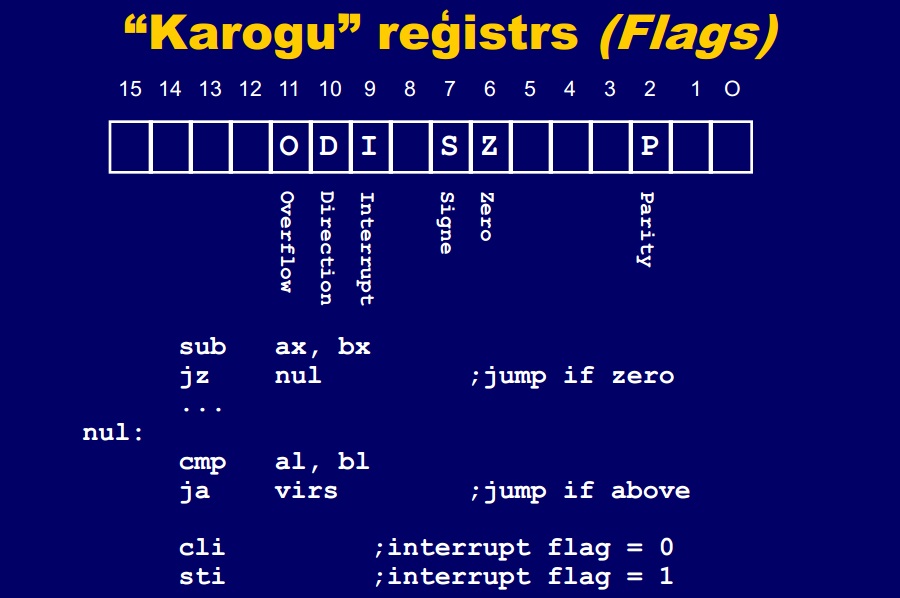 “Karogu” reģistrs (Flags)
15 14 13 12 11 10 9 8 7 6 5 4 3 2 1 O
O D I S Z P
Overflow Direction Interrupt Signe Zero Parity
sub ax, bx
jz nul ;jump if zero
...
nul:
cmp al, bl
ja virs ;jump if above
cli ;interrupt flag = 0
sti ;interrupt flag = 1